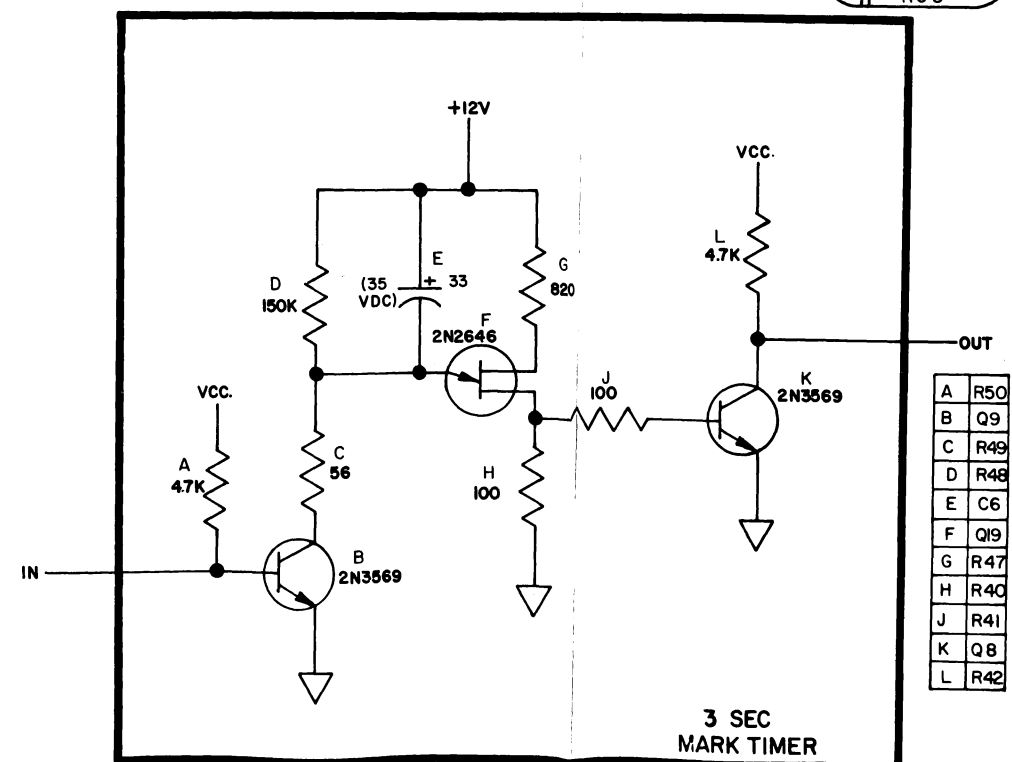 +12V
VCC.
L
4.7K
E
G
D
(35
VDC)
+
33
820
150K
F
2N2646
OUT
VCC.
J
100
K
2N3569
A
4.7K
C
56
H
100
B
2N3569
IN
A R50
B Q9
C R49
D R48
E C6
F Q19
G R47
H R40
J R41
K Q8
L R42
3 SEC
MARK TIMER